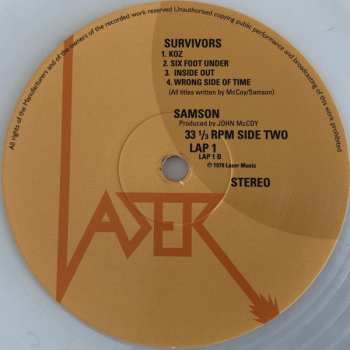 All rights of the Manufacturers and of the owners of the recorded work reserved Unauthorised copying public performance and broadcasting of this work prohibited
SURVIVORS
1. KOZ
2. SIX FOOT UNDER
3. INSIDE OUT
4. WRONG SIDE OF TIME
(All titles written by McCoy/Samson)
SAMSON
Produced by JOHN McCOY
33 1/3 RPM SIDE TWO
LAP 1
LAP 1 B
℗ © 1979 Laser Music
STEREO
LASER